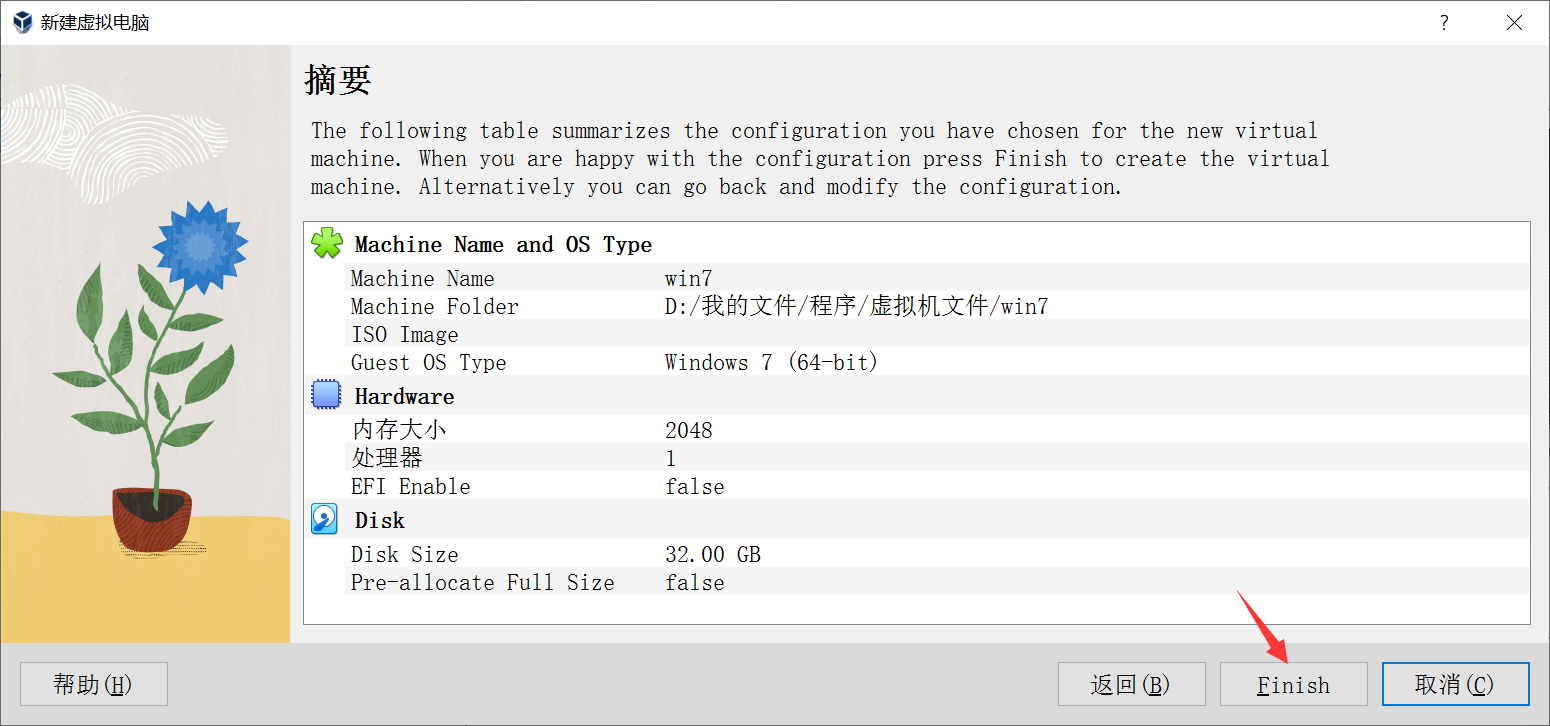 新建虚拟电脑
?
摘要
The following table summarizes the configuration you have chosen for the new virtual
machine. When you are happy with the configuration press Finish to create the virtual
machine. Alternatively you can go back and modify the configuration.
Machine Name and OS Type
Machine Name win7
Machine Folder D:/我的文件/程序/虚拟机文件/win7
ISO Image
Guest OS Type Windows 7 (64-bit)
Hardware
内存大小 2048
处理器 1
EFI Enable false
Disk
Disk Size 32.00 GB
Pre-allocate Full Size false
帮助(H) 返回(B) Finish 取消(C)